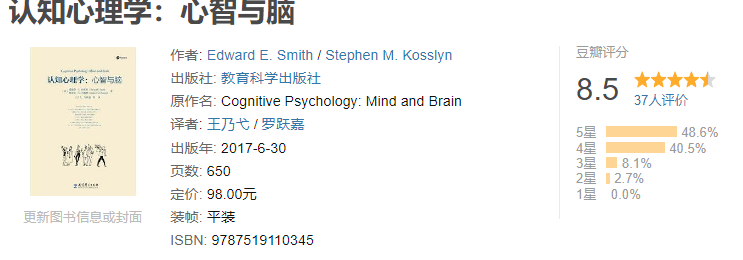 认知心理学：心智与脑
作者: Edward E. Smith / Stephen M. Kosslyn
出版社: 教育科学出版社
原作名: Cognitive Psychology: Mind and Brain
译者: 王乃弋 / 罗跃嘉
出版年: 2017-6-30
页数: 650
定价: 98.00元
装帧: 平装
ISBN: 9787519110345
认知心理学：心智与脑
更新图书信息或封面
豆瓣评分
8.5
37人评价
5星 48.6%
4星 40.5%
3星 8.1%
2星 2.7%
1星 0.0%